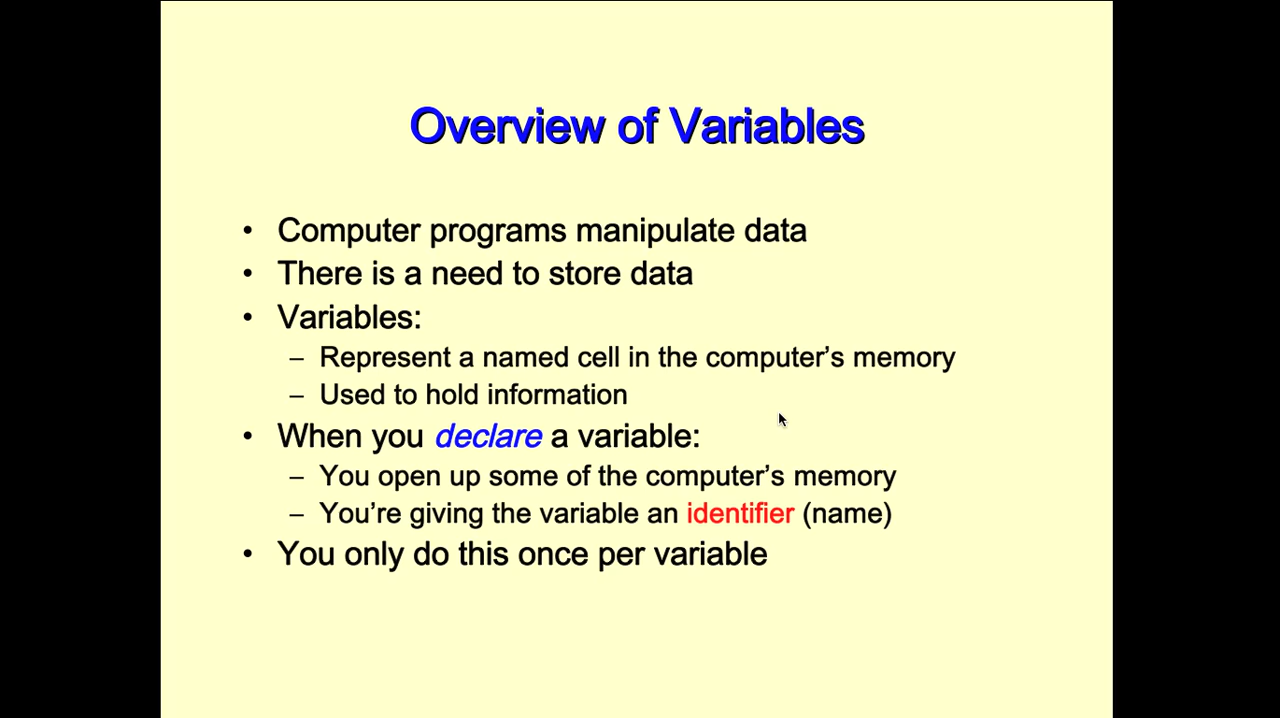 Overview of Variables
• Computer programs manipulate data
• There is a need to store data
• Variables:
– Represent a named cell in the computer’s memory
– Used to hold information
• When you declare a variable:
– You open up some of the computer’s memory
– You’re giving the variable an identifier (name)
• You only do this once per variable